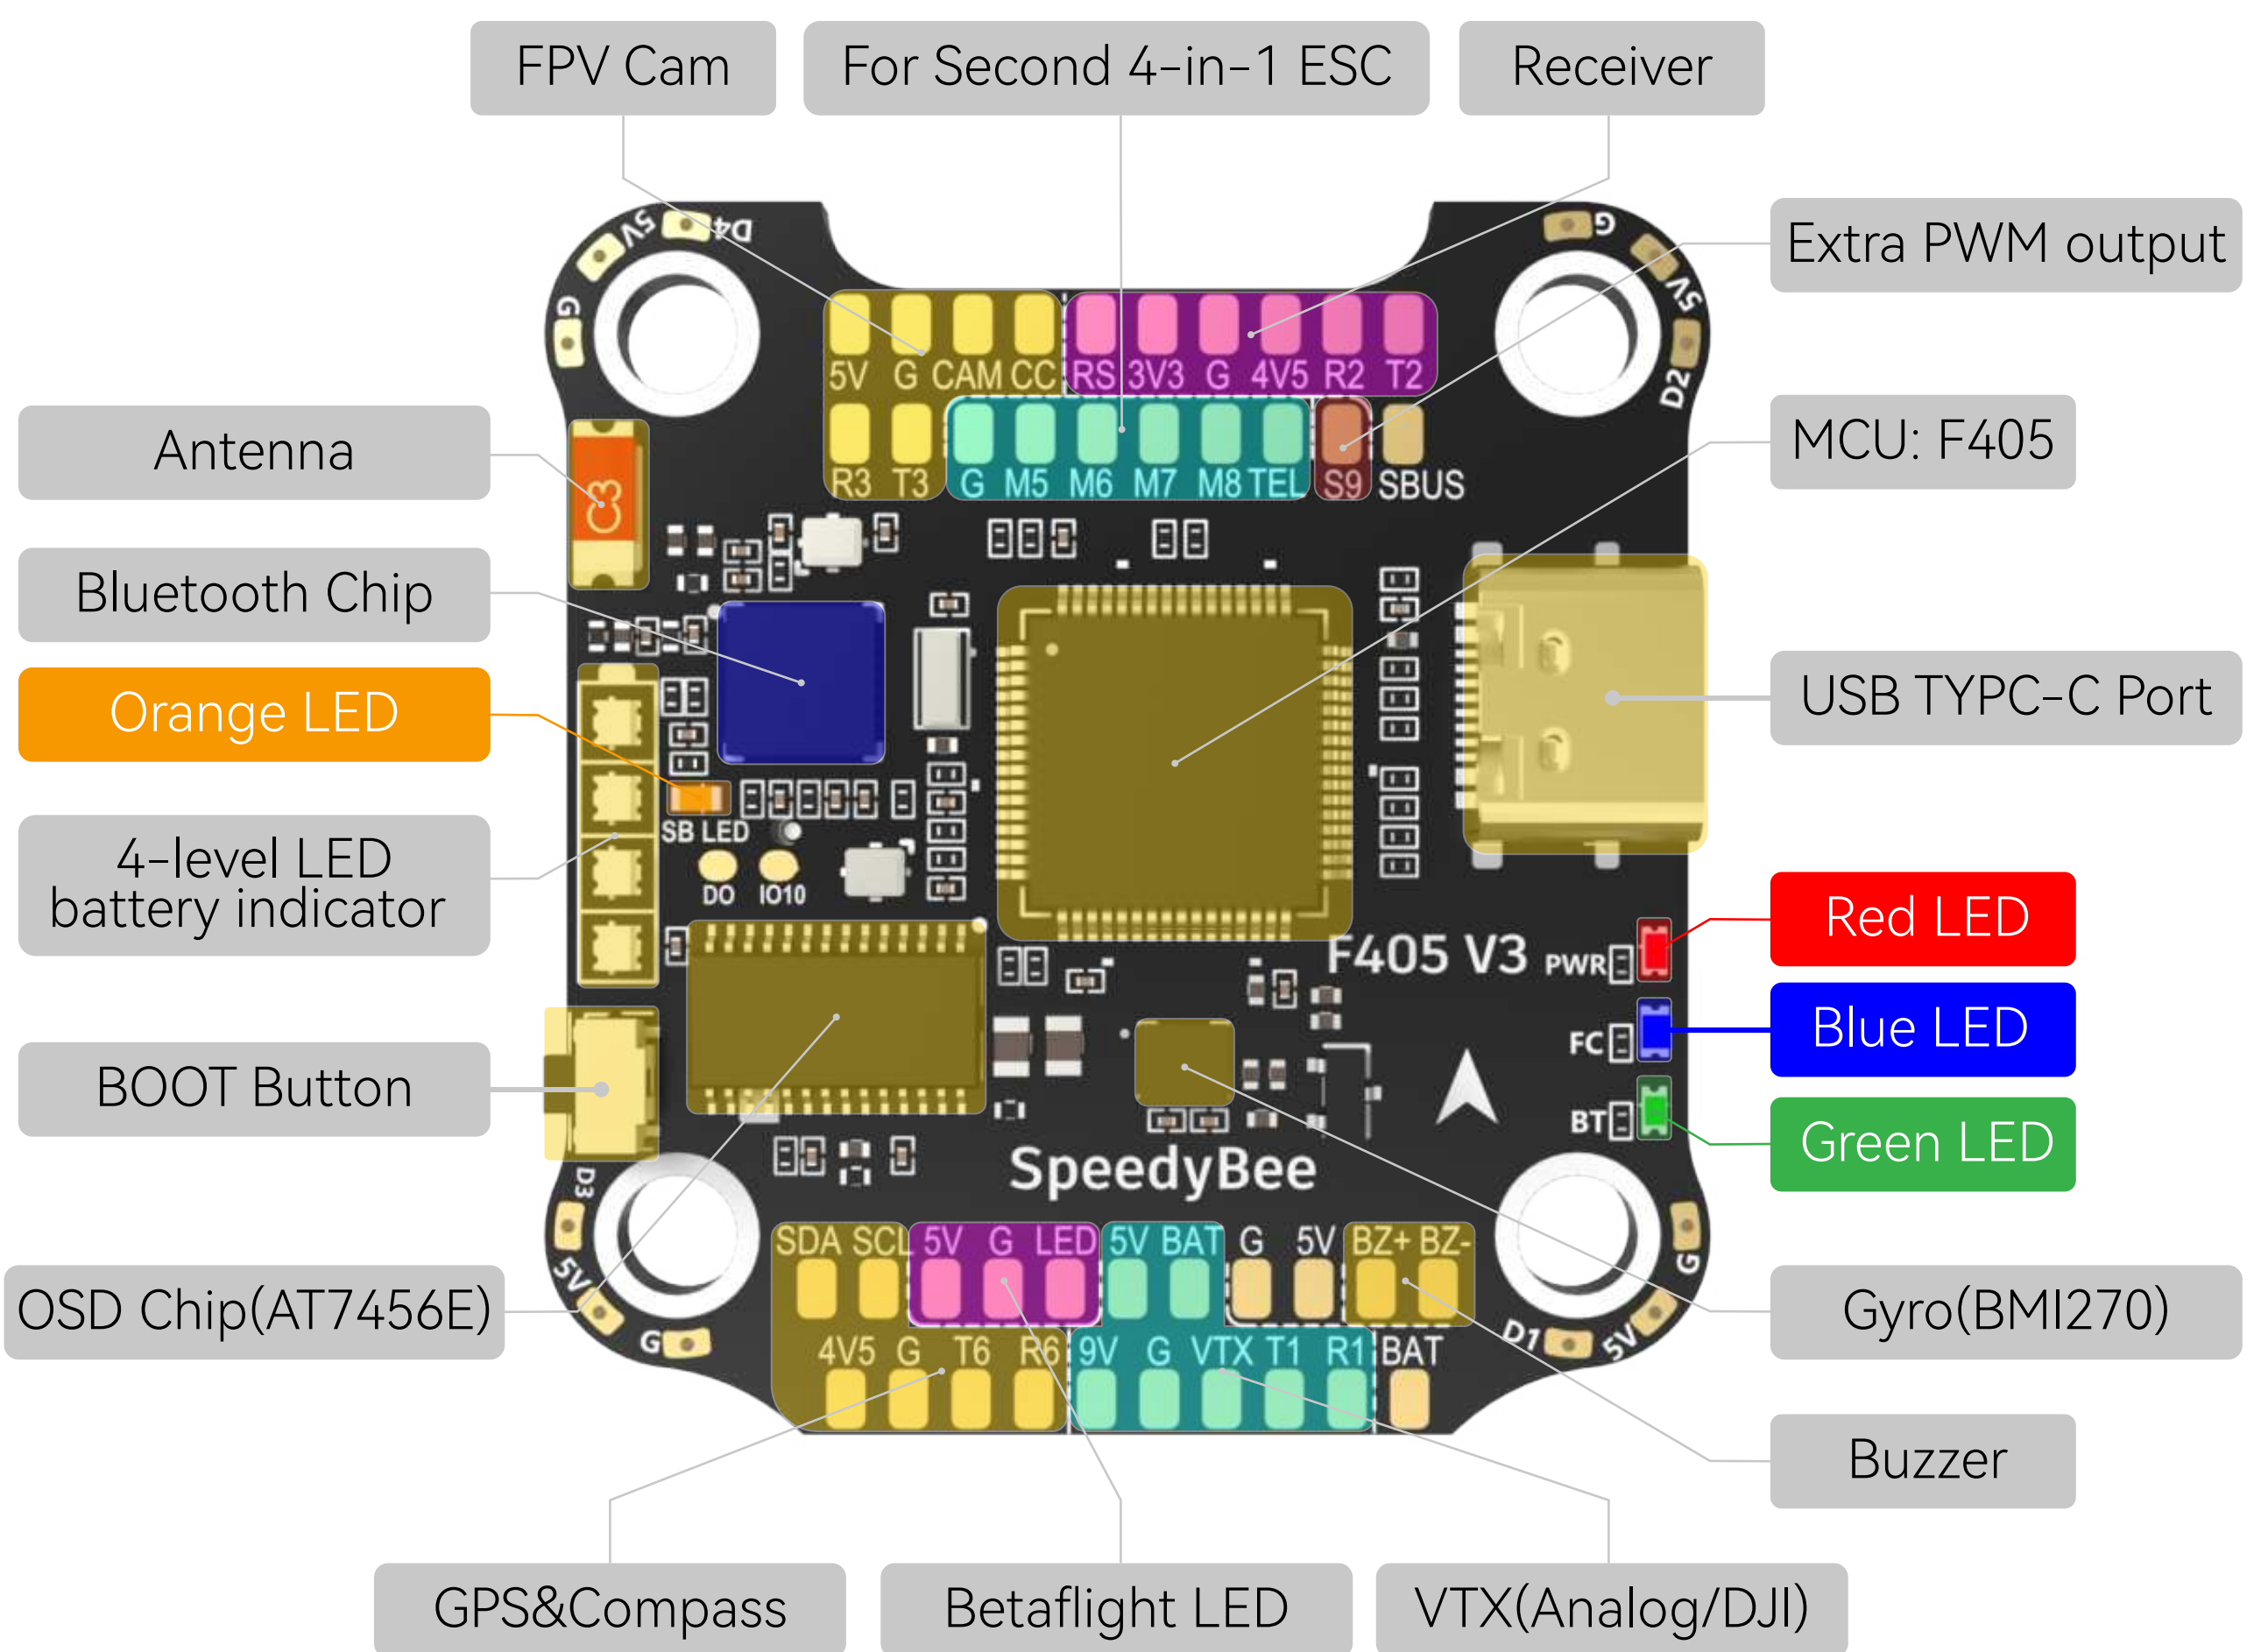 FPV Cam
For Second 4-in-1 ESC
Receiver
Extra PWM output
D4
5V
G
G
5V
D2
5V G CAM CC RS 3V3 G 4V5 R2 T2
R3 T3 G M5 M6 M7 M8 TEL S9 SBUS
MCU: F405
Antenna
C3
Bluetooth Chip
Orange LED
USB TYPC-C Port
SB LED
DO IO10
4-level LED
battery indicator
F405 V3
PWR
Red LED
FC
Blue LED
BT
Green LED
BOOT Button
SpeedyBee
D3
5V
G
SDA SCL 5V G LED 5V BAT G 5V BZ+ BZ-
4V5 G T6 R6 9V G VTX T1 R1 BAT
G
5V
D1
OSD Chip(AT7456E)
Gyro(BMI270)
Buzzer
GPS&Compass
Betaflight LED
VTX(Analog/DJI)